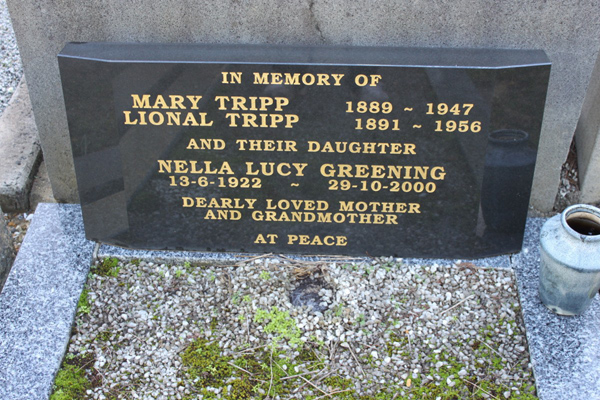 IN MEMORY OF
MARY TRIPP 1889 ~ 1947
LIONAL TRIPP 1891 ~ 1956
AND THEIR DAUGHTER
NELLA LUCY GREENING
13-6-1922 ~ 29-10-2000
DEARLY LOVED MOTHER
AND GRANDMOTHER
AT PEACE